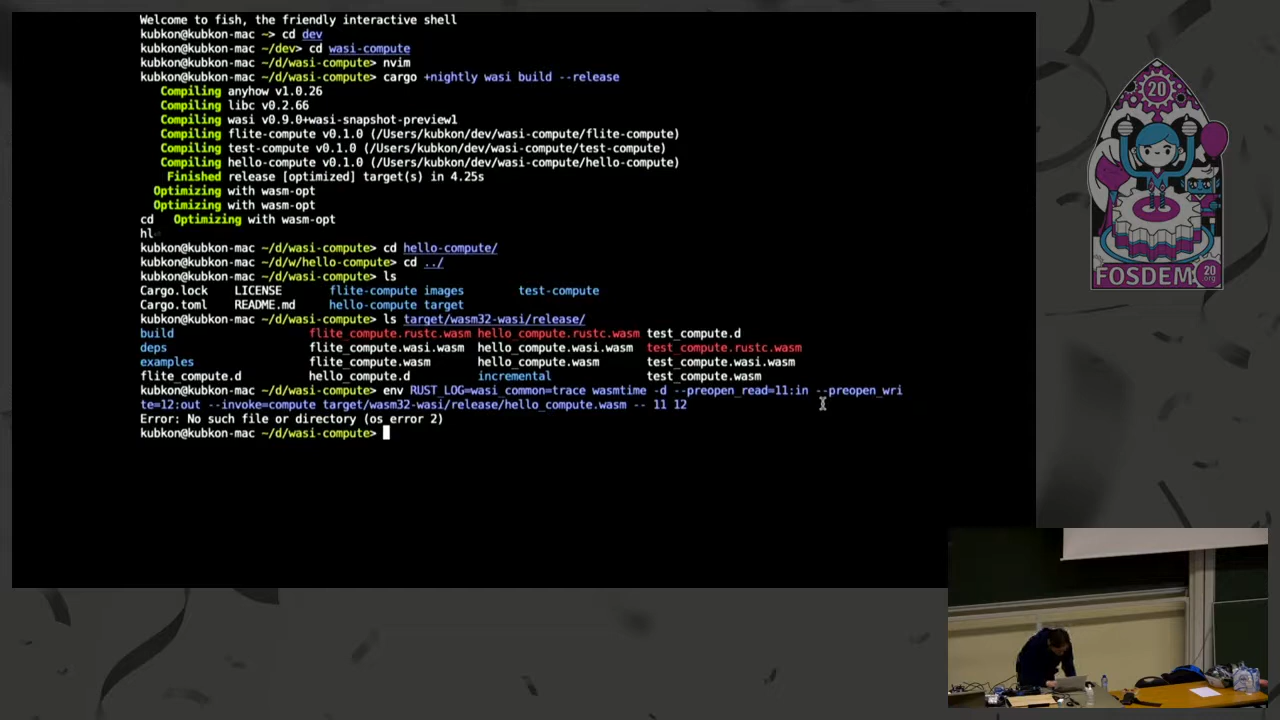 Welcome to fish, the friendly interactive shell
kubkon@kubkon-mac ~> cd dev
kubkon@kubkon-mac ~/dev> cd wasi-compute
kubkon@kubkon-mac ~/d/wasi-compute> nvim
kubkon@kubkon-mac ~/d/wasi-compute> cargo +nightly wasi build --release
Compiling anyhow v1.0.26
Compiling libc v0.2.66
Compiling wasi v0.9.0+wasi-snapshot-preview1
Compiling flite-compute v0.1.0 (/Users/kubkon/dev/wasi-compute/flite-compute)
Compiling test-compute v0.1.0 (/Users/kubkon/dev/wasi-compute/test-compute)
Compiling hello-compute v0.1.0 (/Users/kubkon/dev/wasi-compute/hello-compute)
Finished release [optimized] target(s) in 4.25s
Optimizing with wasm-opt
Optimizing with wasm-opt
cd Optimizing with wasm-opt
hl
kubkon@kubkon-mac ~/d/wasi-compute> cd hello-compute/
kubkon@kubkon-mac ~/d/w/hello-compute> cd ../
kubkon@kubkon-mac ~/d/wasi-compute> ls
Cargo.lock LICENSE flite-compute images test-compute
Cargo.toml README.md hello-compute target
kubkon@kubkon-mac ~/d/wasi-compute> ls target/wasm32-wasi/release/
build flite_compute.rustc.wasm hello_compute.rustc.wasm test_compute.d
deps flite_compute.wasi.wasm hello_compute.wasi.wasm test_compute.rustc.wasm
examples flite_compute.wasm hello_compute.wasm test_compute.wasi.wasm
flite_compute.d hello_compute.d incremental test_compute.wasm
kubkon@kubkon-mac ~/d/wasi-compute> env RUST_LOG=wasi_common=trace wasmtime -d --preopen_read=11:in --preopen_wri
te=12:out --invoke=compute target/wasm32-wasi/release/hello_compute.wasm -- 11 12
Error: No such file or directory (os error 2)
kubkon@kubkon-mac ~/d/wasi-compute>
20
FOSDEM 20
.org